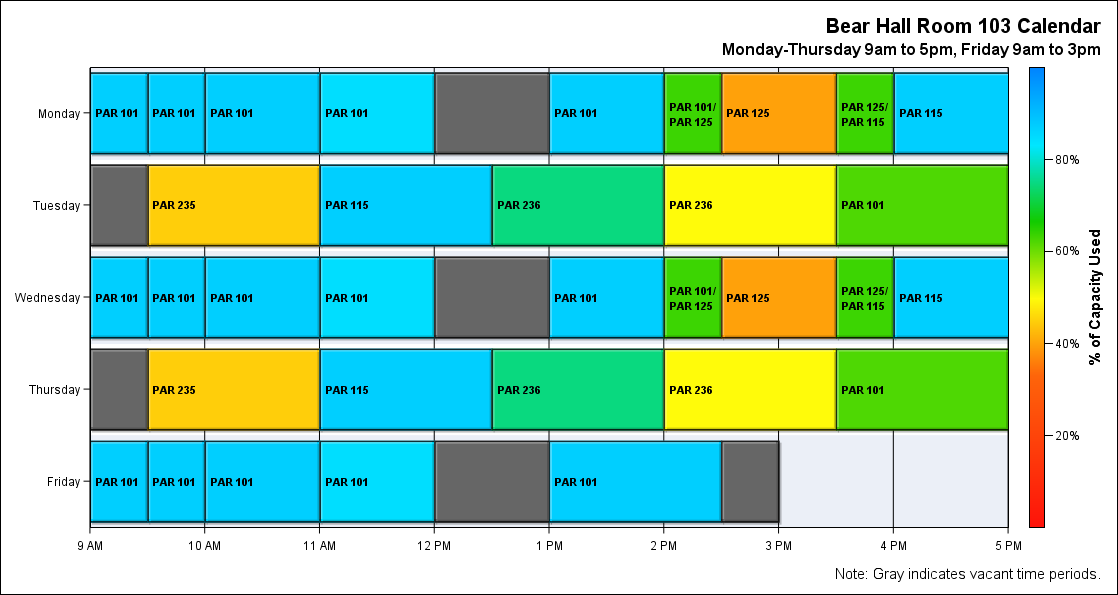 Bear Hall Room 103 Calendar
Monday-Thursday 9am to 5pm, Friday 9am to 3pm
Monday
PAR 101
PAR 101
PAR 101
PAR 101
PAR 101
PAR 101/
PAR 125
PAR 125
PAR 125/
PAR 115
PAR 115
Tuesday
PAR 235
PAR 115
PAR 236
PAR 236
PAR 101
Wednesday
PAR 101
PAR 101
PAR 101
PAR 101
PAR 101
PAR 101/
PAR 125
PAR 125
PAR 125/
PAR 115
PAR 115
Thursday
PAR 235
PAR 115
PAR 236
PAR 236
PAR 101
Friday
PAR 101
PAR 101
PAR 101
PAR 101
PAR 101
9 AM
10 AM
11 AM
12 PM
1 PM
2 PM
3 PM
4 PM
5 PM
80%
60%
40%
20%
% of Capacity Used
Note: Gray indicates vacant time periods.